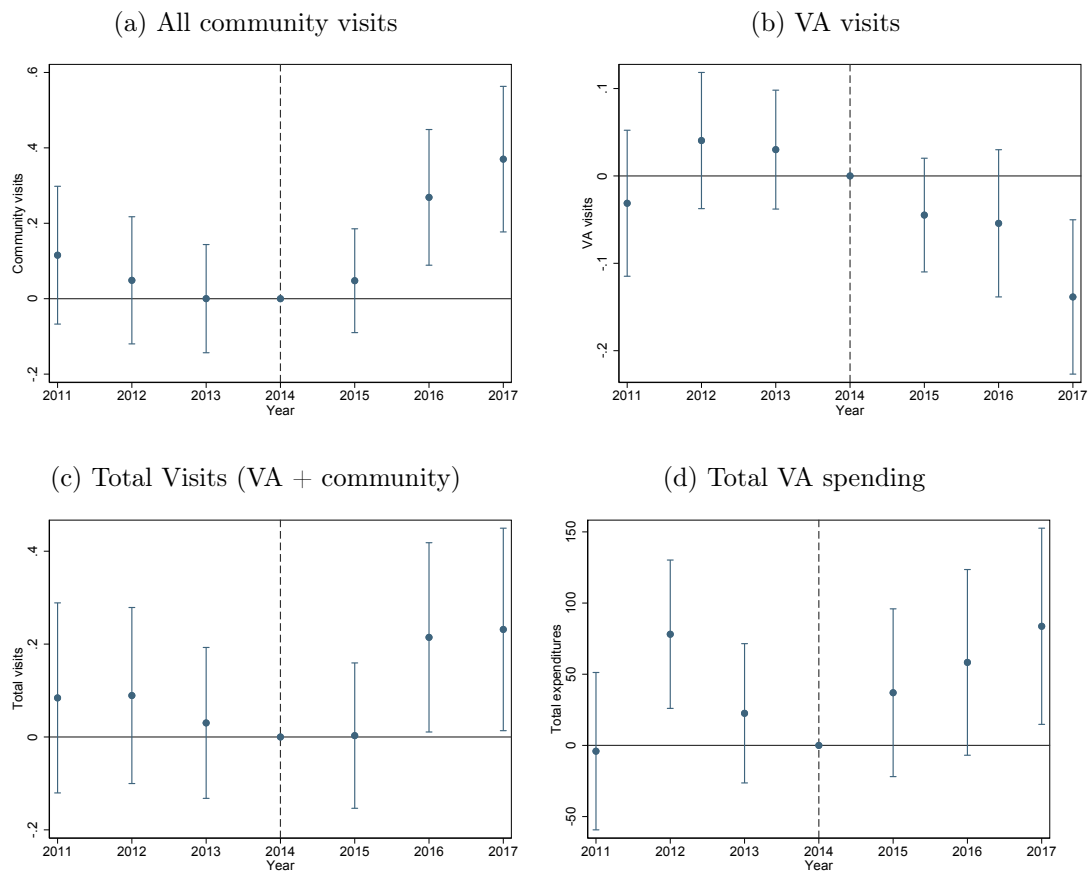 (a) All community visits
Community visits
.6
.4
.2
0
-.2
2011 2012 2013 2014 2015 2016 2017
Year
(b) VA visits
VA visits
.1
0
-.1
-.2
2011 2012 2013 2014 2015 2016 2017
Year
(c) Total Visits (VA + community)
Total visits
.4
.2
0
-.2
2011 2012 2013 2014 2015 2016 2017
Year
(d) Total VA spending
Total expenditures
150
100
50
0
-50
2011 2012 2013 2014 2015 2016 2017
Year